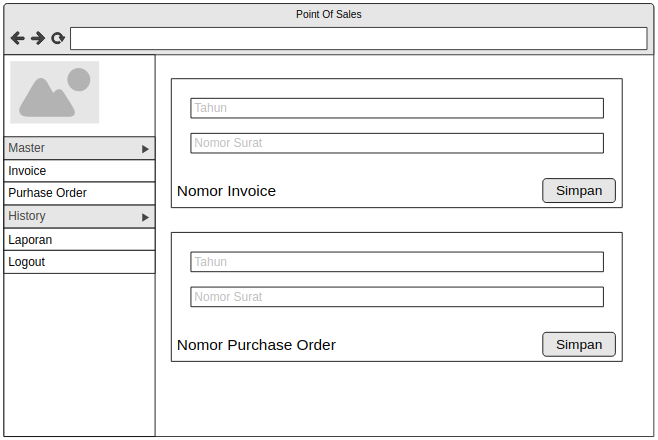 Point Of Sales
Master
Invoice
Purhase Order
History
Laporan
Logout
Tahun
Nomor Surat
Nomor Invoice
Simpan
Tahun
Nomor Surat
Nomor Purchase Order
Simpan